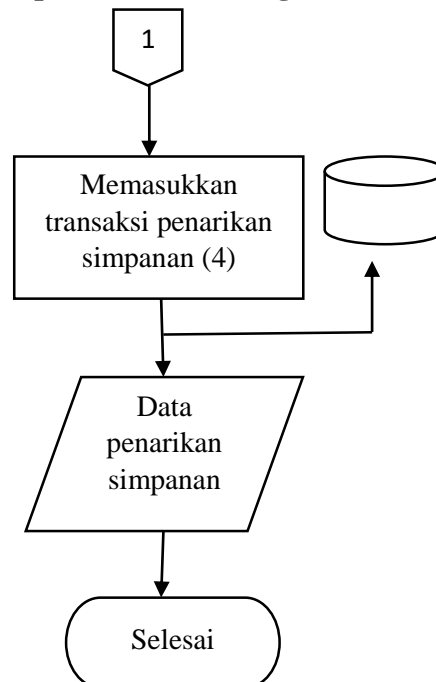 1
Memasukkan
transaksi penarikan
simpanan (4)
Data
penarikan
simpanan
Selesai